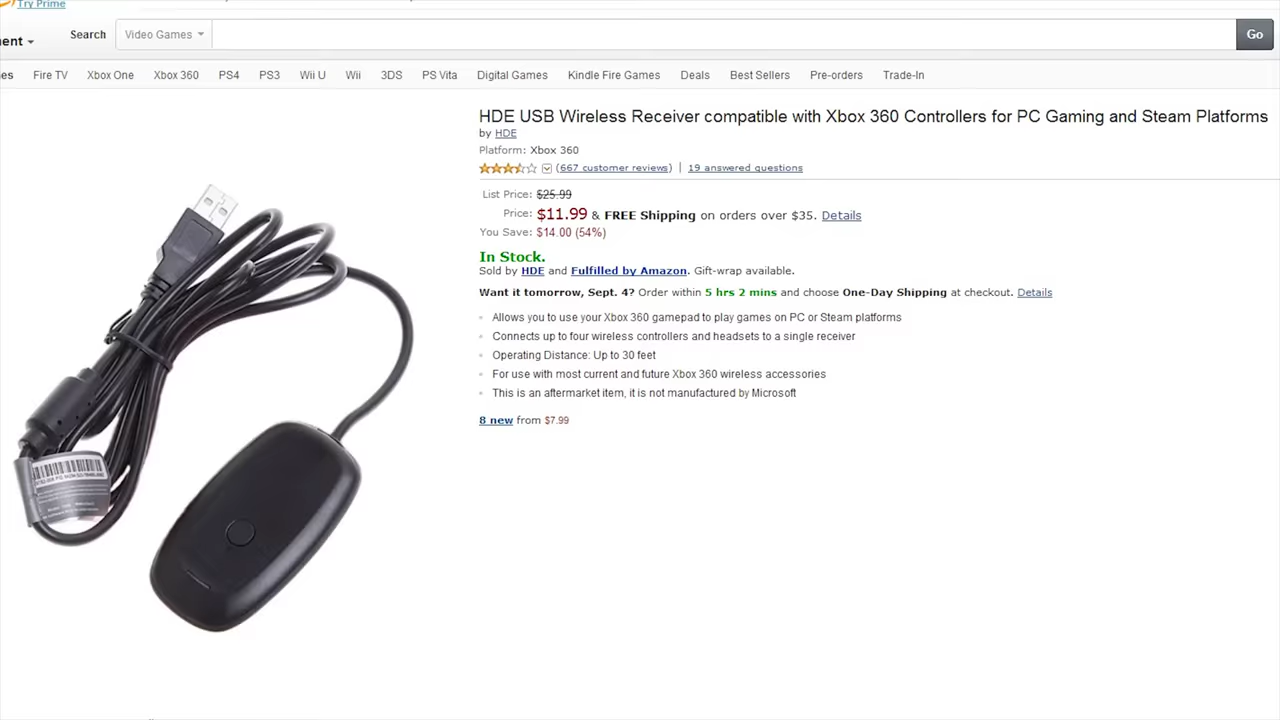 Try Prime
ent
Search
Video Games
Go
es
Fire TV
Xbox One
Xbox 360
PS4
PS3
Wii U
Wii
3DS
PS Vita
Digital Games
Kindle Fire Games
Deals
Best Sellers
Pre-orders
Trade-In
HDE USB Wireless Receiver compatible with Xbox 360 Controllers for PC Gaming and Steam Platforms
by HDE
Platform: Xbox 360
(667 customer reviews) | 19 answered questions
List Price: $25.99
Price: $11.99 & FREE Shipping on orders over $35. Details
You Save: $14.00 (54%)
In Stock.
Sold by HDE and Fulfilled by Amazon. Gift-wrap available.
Want it tomorrow, Sept. 4? Order within 5 hrs 2 mins and choose One-Day Shipping at checkout. Details
Allows you to use your Xbox 360 gamepad to play games on PC or Steam platforms
Connects up to four wireless controllers and headsets to a single receiver
Operating Distance: Up to 30 feet
For use with most current and future Xbox 360 wireless accessories
This is an aftermarket item, it is not manufactured by Microsoft
8 new from $7.99